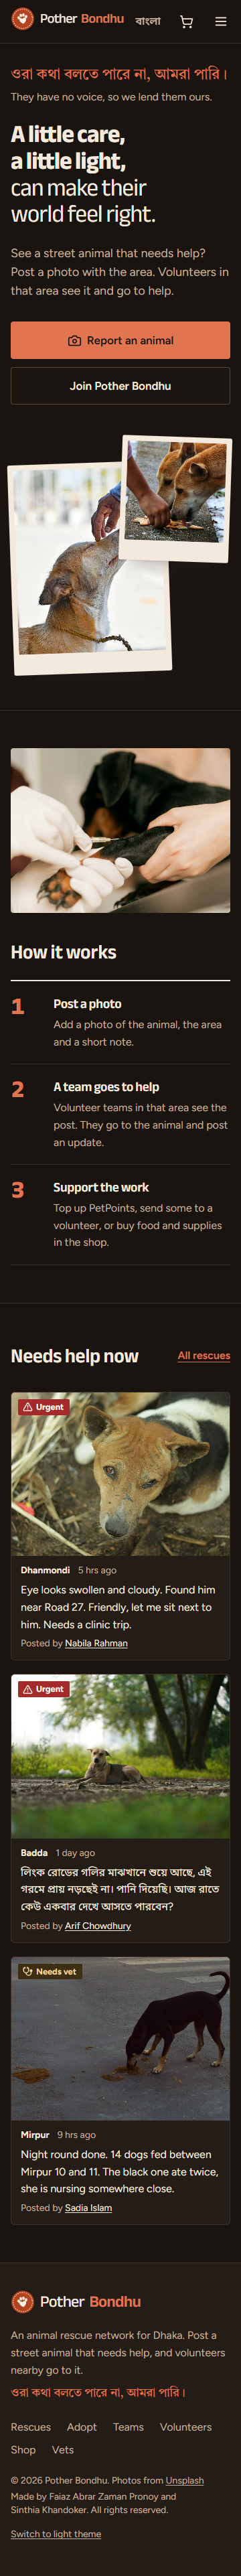 Pother Bondhu
বাংলা
ওরা কথা বলতে পারে না, আমরা পারি।
They have no voice, so we lend them ours.
A little care,
a little light,
can make their
world feel right.
See a street animal that needs help?
Post a photo with the area. Volunteers in
that area see it and go to help.
Report an animal
Join Pother Bondhu
How it works
1
Post a photo
Add a photo of the animal, the area
and a short note.
2
A team goes to help
Volunteer teams in that area see the
post. They go to the animal and post
an update.
3
Support the work
Top up PetPoints, send some to a
volunteer, or buy food and supplies
in the shop.
Needs help now
All rescues
Urgent
Dhanmondi 5 hrs ago
Eye looks swollen and cloudy. Found him
near Road 27. Friendly, let me sit next to
him. Needs a clinic trip.
Posted by Nabila Rahman
Urgent
Badda 1 day ago
লিংক রোডের গলির মাঝখানে শুয়ে আছে, এই
গরমে প্রায় নড়ছেই না। পানি দিয়েছি। আজ রাতে
কেউ একবার দেখে আসতে পারবেন?
Posted by Arif Chowdhury
Needs vet
Mirpur 9 hrs ago
Night round done. 14 dogs fed between
Mirpur 10 and 11. The black one ate twice,
she is nursing somewhere close.
Posted by Sadia Islam
Pother Bondhu
An animal rescue network for Dhaka. Post a
street animal that needs help, and volunteers
nearby go to it.
ওরা কথা বলতে পারে না, আমরা পারি।
Rescues Adopt Teams Volunteers
Shop Vets
© 2026 Pother Bondhu. Photos from Unsplash
Made by Faiaz Abrar Zaman Pronoy and
Sinthia Khandoker. All rights reserved.
Switch to light theme